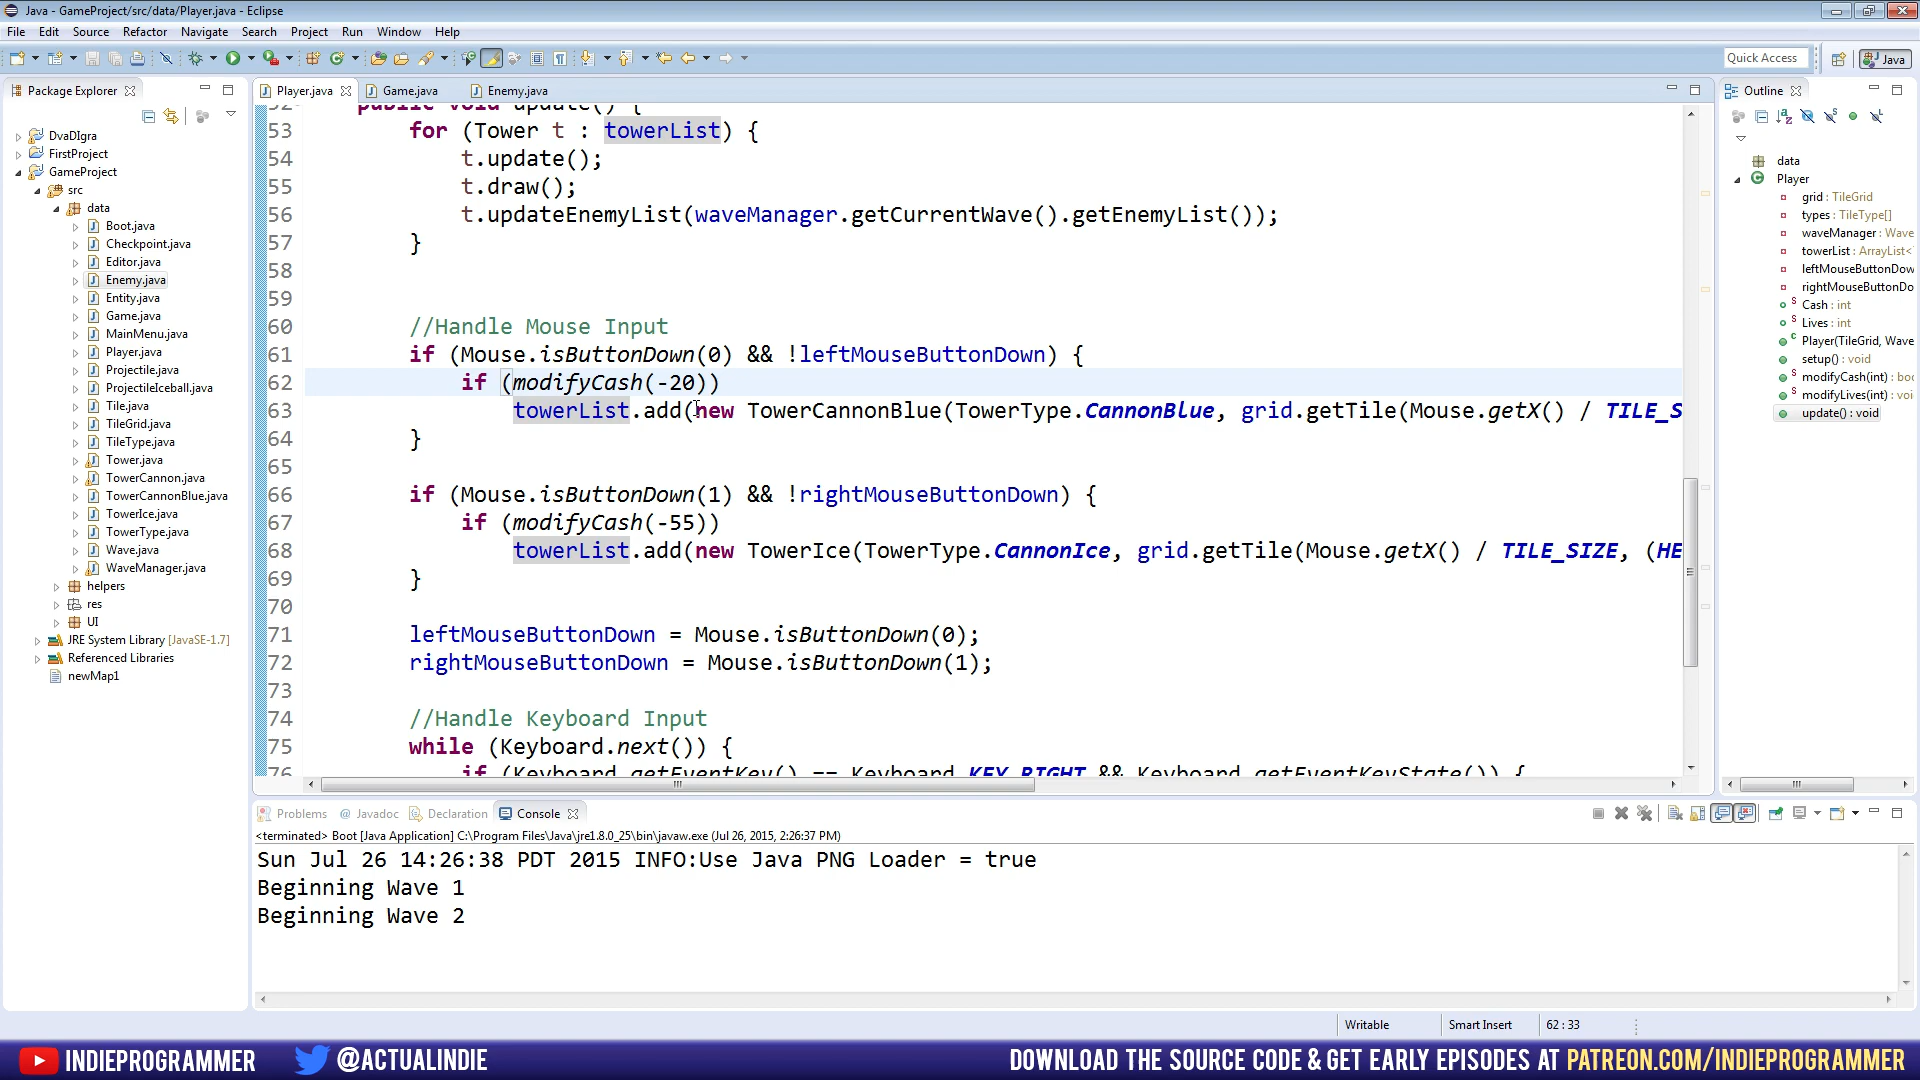 Java - GameProject/src/data/Player.java - Eclipse
File Edit Source Refactor Navigate Search Project Run Window Help
Quick Access
Java
Package Explorer
DvaDIgra
FirstProject
GameProject
src
data
Boot.java
Checkpoint.java
Editor.java
Enemy.java
Entity.java
Game.java
MainMenu.java
Player.java
Projectile.java
ProjectileIceball.java
Tile.java
TileGrid.java
TileType.java
Tower.java
TowerCannon.java
TowerCannonBlue.java
TowerIce.java
TowerType.java
Wave.java
WaveManager.java
helpers
res
UI
JRE System Library [JavaSE-1.7]
Referenced Libraries
newMap1
Player.java Game.java Enemy.java
52 public void update() {
53 for (Tower t : towerList) {
54 t.update();
55 t.draw();
56 t.updateEnemyList(waveManager.getCurrentWave().getEnemyList());
57 }
58
59
60 //Handle Mouse Input
61 if (Mouse.isButtonDown(0) && !leftMouseButtonDown) {
62 if (modifyCash(-20))
63 towerList.add(new TowerCannonBlue(TowerType.CannonBlue, grid.getTile(Mouse.getX() / TILE_S
64 }
65
66 if (Mouse.isButtonDown(1) && !rightMouseButtonDown) {
67 if (modifyCash(-55))
68 towerList.add(new TowerIce(TowerType.CannonIce, grid.getTile(Mouse.getX() / TILE_SIZE, (HE
69 }
70
71 leftMouseButtonDown = Mouse.isButtonDown(0);
72 rightMouseButtonDown = Mouse.isButtonDown(1);
73
74 //Handle Keyboard Input
75 while (Keyboard.next()) {
76 if (Keyboard.getEventKey() == Keyboard.KEY_RIGHT && Keyboard.getEventKeyState()) {
Outline
data
Player
grid : TileGrid
types : TileType[]
waveManager : Wave
towerList : ArrayList<
leftMouseButtonDow
rightMouseButtonDo
Cash : int
Lives : int
Player(TileGrid, Wave
setup() : void
modifyCash(int) : boo
modifyLives(int) : voi
update() : void
Problems Javadoc Declaration Console
<terminated> Boot [Java Application] C:\Program Files\Java\jre1.8.0_25\bin\javaw.exe (Jul 26, 2015, 2:26:37 PM)
Sun Jul 26 14:26:38 PDT 2015 INFO:Use Java PNG Loader = true
Beginning Wave 1
Beginning Wave 2
Writable Smart Insert 62 : 33
INDIEPROGRAMMER @ACTUALINDIE DOWNLOAD THE SOURCE CODE & GET EARLY EPISODES AT PATREON.COM/INDIEPROGRAMMER